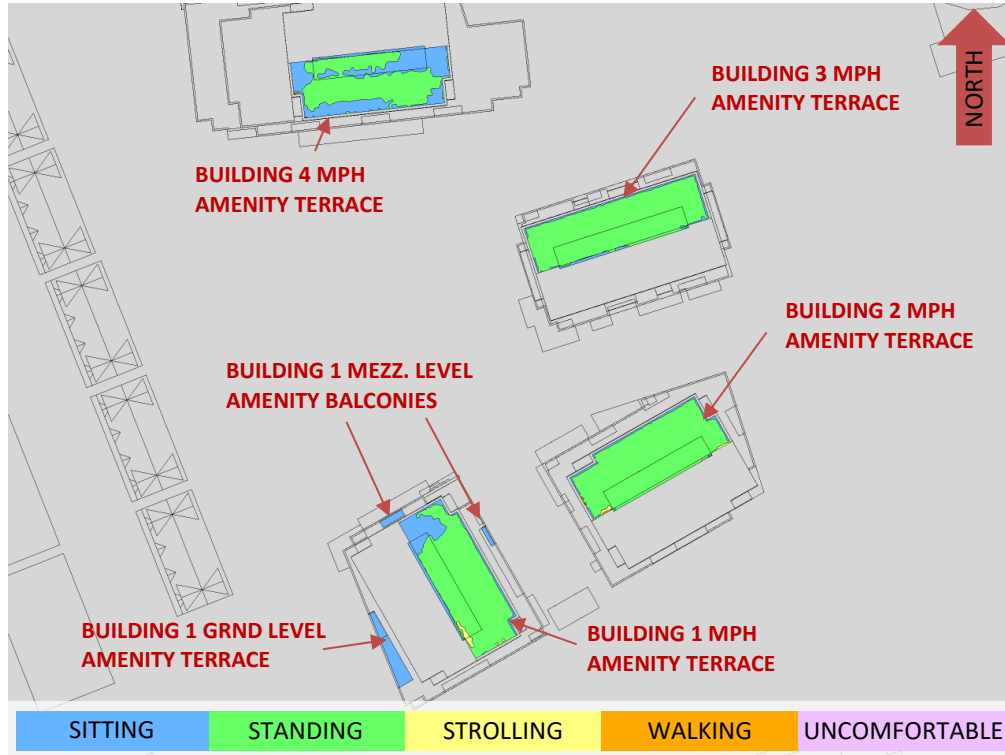 NORTH
BUILDING 3 MPH
AMENITY TERRACE
BUILDING 4 MPH
AMENITY TERRACE
BUILDING 2 MPH
AMENITY TERRACE
BUILDING 1 MEZZ. LEVEL
AMENITY BALCONIES
BUILDING 1 GRND LEVEL
AMENITY TERRACE
BUILDING 1 MPH
AMENITY TERRACE
SITTING
STANDING
STROLLING
WALKING
UNCOMFORTABLE